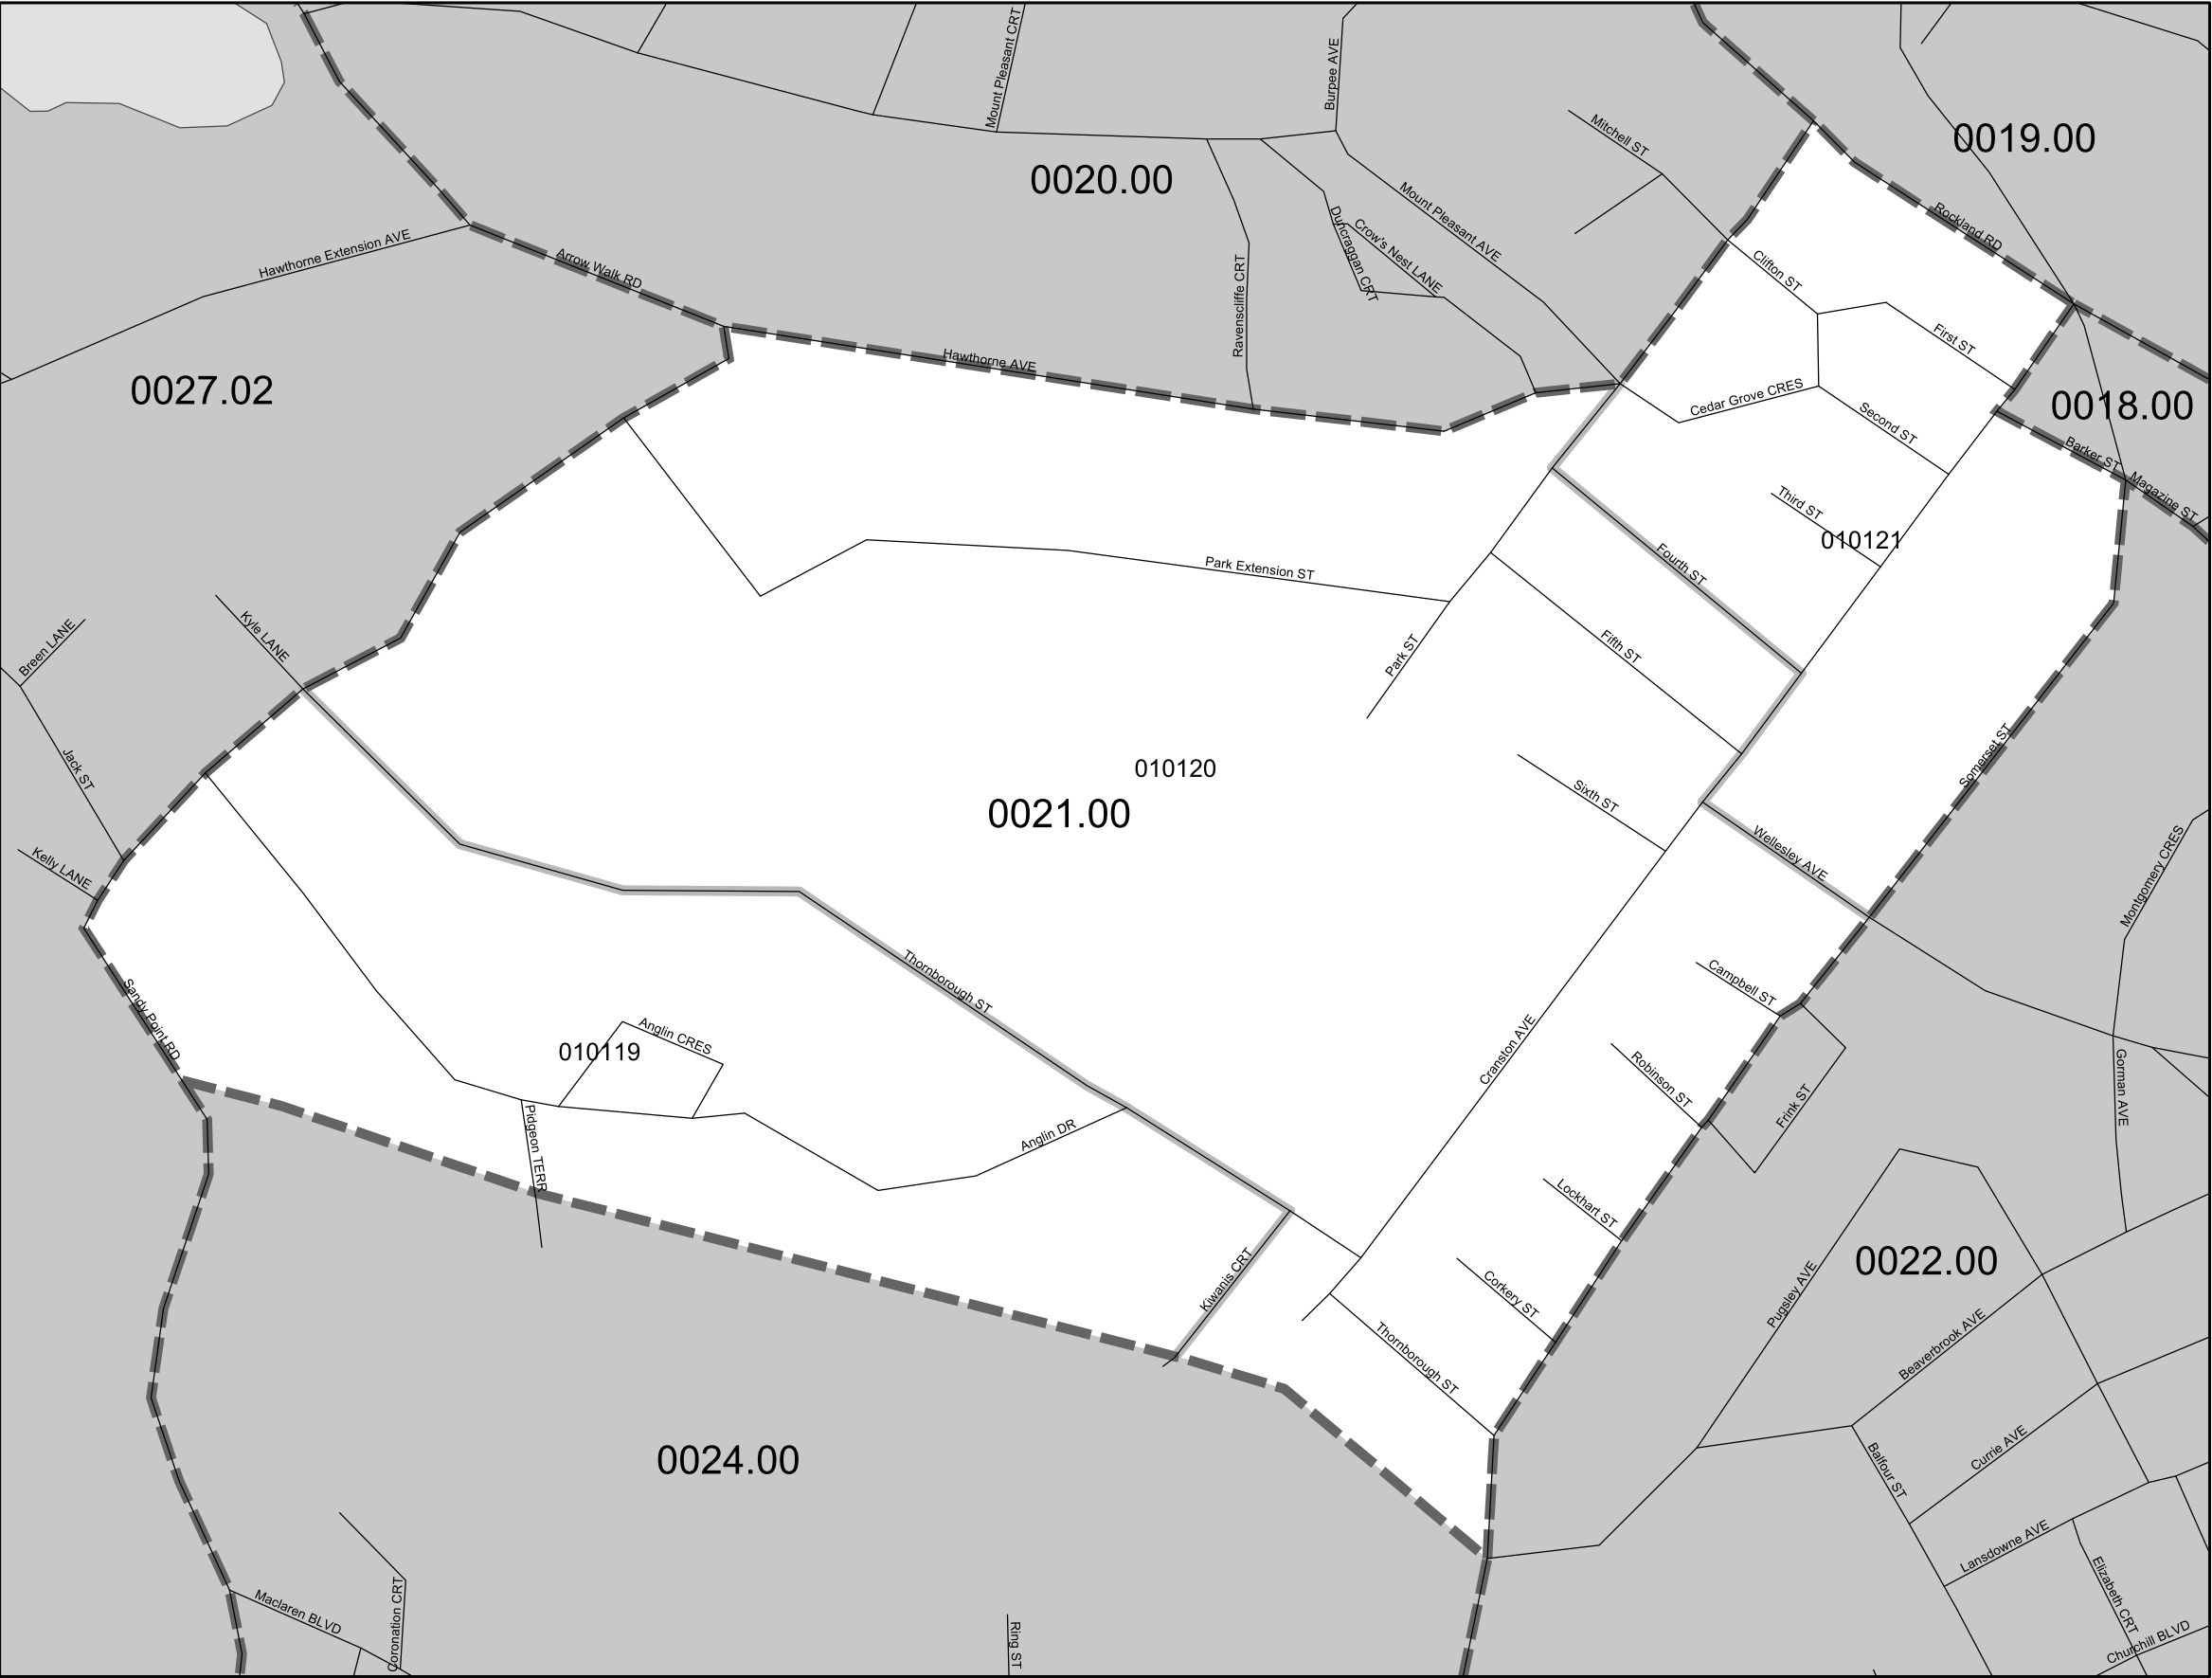 Mount Pleasant CRT
Burpee AVE
Mitchell ST
0019.00
0020.00
Mount Pleasant AVE
Rockland RD
Duncraggan CRT
Crow's Nest LANE
Hawthorne Extension AVE
Arrow Walk RD
Clifton ST
Ravenscliffe CRT
First ST
Hawthorne AVE
0027.02
Cedar Grove CRES
0018.00
Second ST
Barker ST
Magazine ST
Third ST
010121
Park Extension ST
Fourth ST
Kyle LANE
Breen LANE
Park ST
Fifth ST
Jack ST
010120
Somerset ST
Sixth ST
0021.00
Kelly LANE
Wellesley AVE
Montgomery CRES
Thornborough ST
Campbell ST
Sandy Point RD
Anglin CRES
010119
Cranston AVE
Robinson ST
Gorman AVE
Frink ST
Pidgeon TERR
Anglin DR
Lockhart ST
0022.00
Kiwanis CRT
Corkery ST
Pugsley AVE
Thornborough ST
Beaverbrook AVE
0024.00
Balfour ST
Currie AVE
Lansdowne AVE
Maclaren BLVD
Coronation CRT
Ring ST
Elizabeth CRT
Churchill BLVD